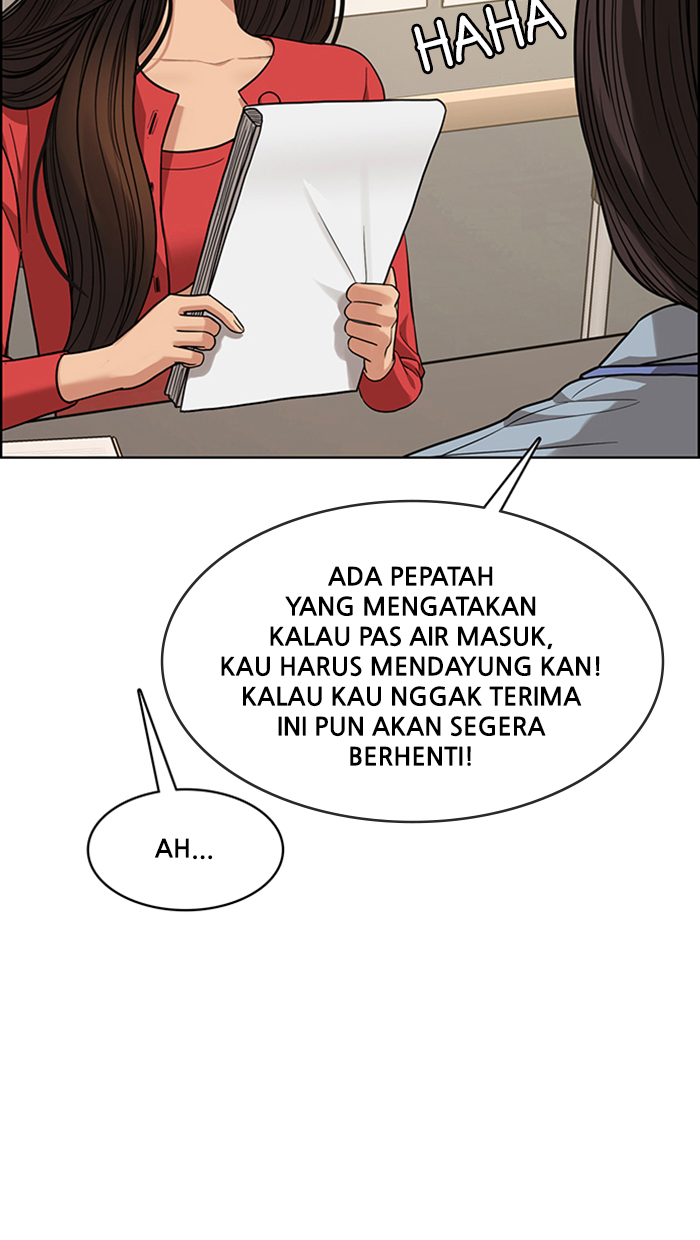 HAHA
ADA PEPATAH
YANG MENGATAKAN
KALAU PAS AIR MASUK,
KAU HARUS MENDAYUNG KAN!
KALAU KAU NGGAK TERIMA
INI PUN AKAN SEGERA
BERHENTI!
AH...